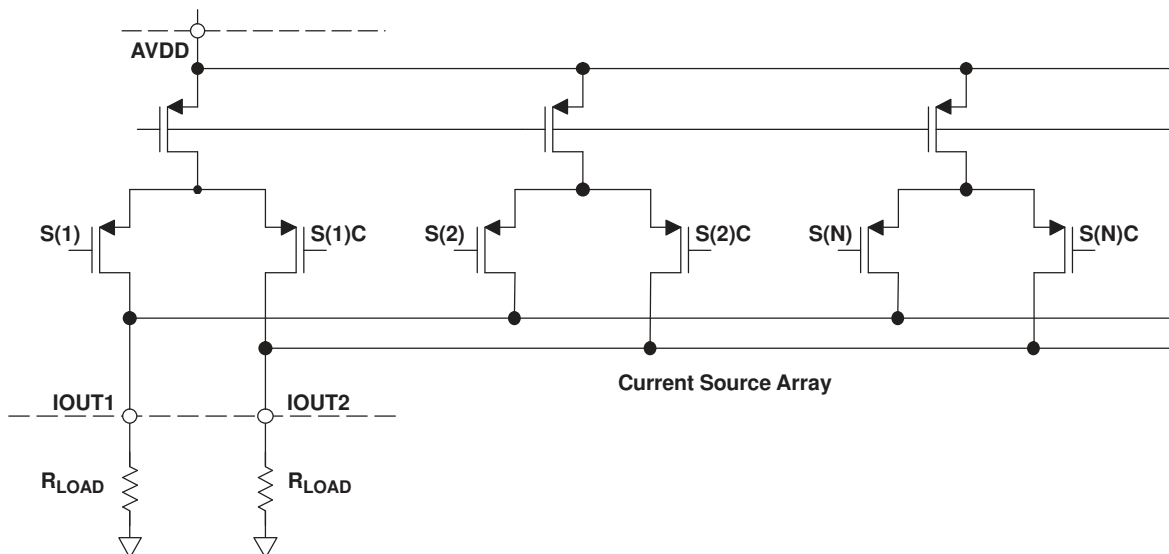 AVDD
S(1)
S(1)C
S(2)
S(2)C
S(N)
S(N)C
Current Source Array
IOUT1
IOUT2
RLOAD
RLOAD